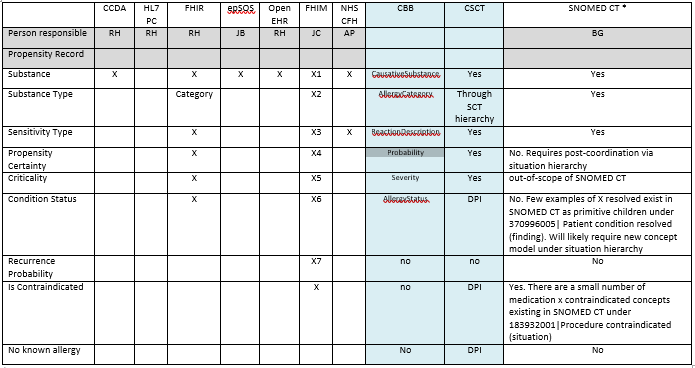 CCDA HL7 PC FHIR epSOS Open EHR FHIM NHS CFH CBB CSCT SNOMED CT *
Person responsible RH RH RH JB RH JC AP BG
Propensity Record
Substance X X X X X1 X CausativeSubstance Yes Yes
Substance Type Category X2 AllergyCategory Through SCT hierarchy Yes
Sensitivity Type X X3 X ReactionDescription Yes Yes
Propensity Certainty X X4 Probability Yes No. Requires post-coordination via
situation hierarchy
Criticality X X5 Severity Yes out-of-scope of SNOMED CT
Condition Status X X6 AllergyStatus DPI No. Few examples of X resolved exist in
SNOMED CT as primitive children under
370996005| Patient condition resolved
(finding). Will likely require new concept
model under situation hierarchy
Recurrence Probability X7 no no No
Is Contraindicated X no DPI Yes. There are a small number of
medication x contraindicated concepts
existing in SNOMED CT under
183932001|Procedure contraindicated
(situation)
No known allergy No DPI No